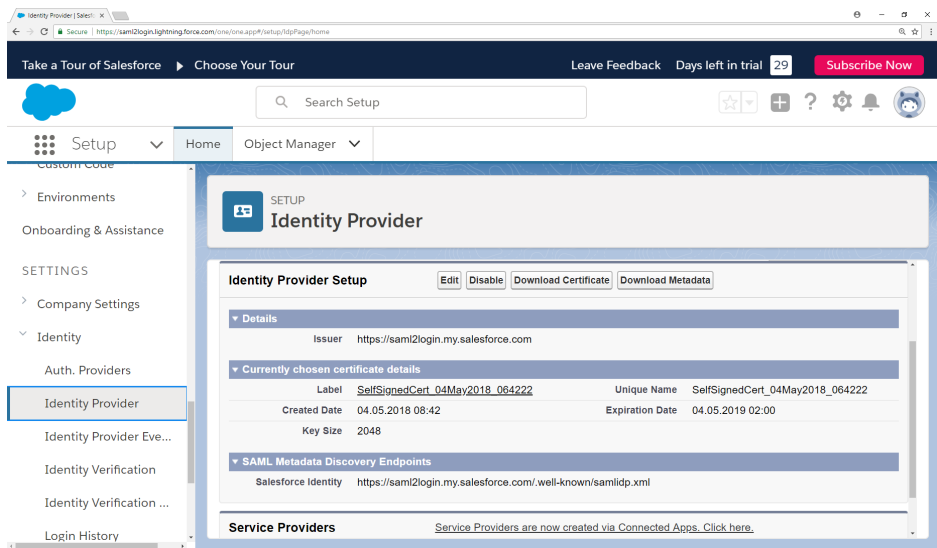 Identity Provider | Salesf
Secure | https://saml2login.lightning.force.com/one/one.app#/setup/IdpPage/home
Take a Tour of Salesforce Choose Your Tour Leave Feedback Days left in trial 29 Subscribe Now
Search Setup
Setup Home Object Manager
Custom Code
Environments
Onboarding & Assistance
SETTINGS
Company Settings
Identity
Auth. Providers
Identity Provider
Identity Provider Eve...
Identity Verification
Identity Verification ...
Login History
SETUP
Identity Provider
Identity Provider Setup Edit Disable Download Certificate Download Metadata
Details
Issuer https://saml2login.my.salesforce.com
Currently chosen certificate details
Label SelfSignedCert_04May2018_064222 Unique Name SelfSignedCert_04May2018_064222
Created Date 04.05.2018 08:42 Expiration Date 04.05.2019 02:00
Key Size 2048
SAML Metadata Discovery Endpoints
Salesforce Identity https://saml2login.my.salesforce.com/.well-known/samlidp.xml
Service Providers Service Providers are now created via Connected Apps. Click here.